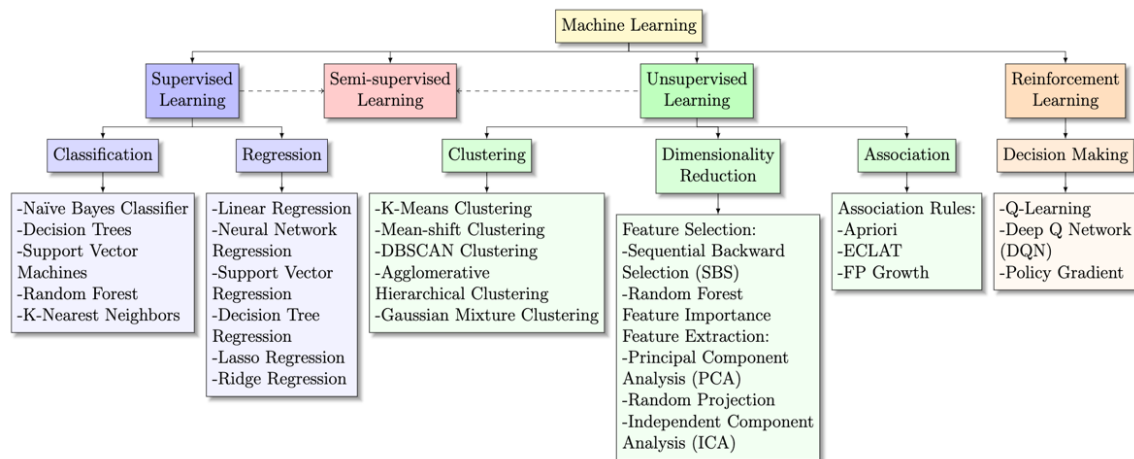 Machine Learning
Supervised
Learning
Semi-supervised
Learning
Unsupervised
Learning
Reinforcement
Learning
Classification
Regression
Clustering
Dimensionality
Reduction
Association
Decision Making
-Naïve Bayes Classifier
-Decision Trees
-Support Vector
Machines
-Random Forest
-K-Nearest Neighbors
-Linear Regression
-Neural Network
Regression
-Support Vector
Regression
-Decision Tree
Regression
-Lasso Regression
-Ridge Regression
-K-Means Clustering
-Mean-shift Clustering
-DBSCAN Clustering
-Agglomerative
Hierarchical Clustering
-Gaussian Mixture Clustering
Feature Selection:
-Sequential Backward
Selection (SBS)
-Random Forest
Feature Importance
Feature Extraction:
-Principal Component
Analysis (PCA)
-Random Projection
-Independent Component
Analysis (ICA)
Association Rules:
-Apriori
-ECLAT
-FP Growth
-Q-Learning
-Deep Q Network
(DQN)
-Policy Gradient